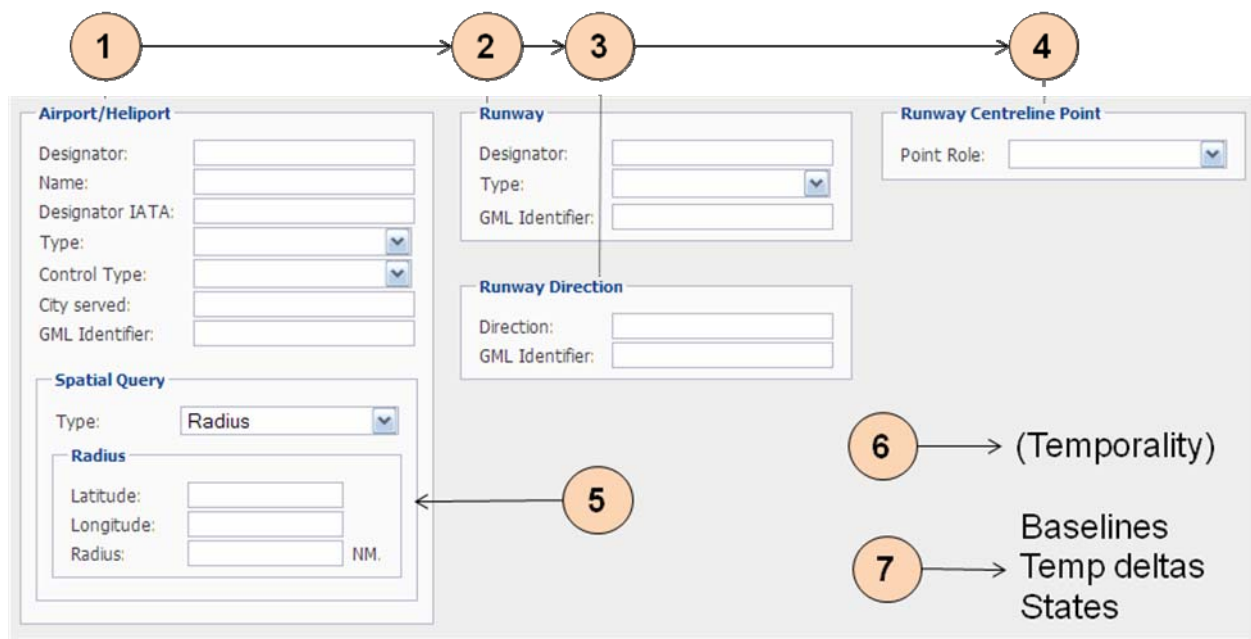 1
2
3
4
Airport/Heliport
Designator:
Name:
Designator IATA:
Type:
Control Type:
City served:
GML Identifier:
Spatial Query
Type: Radius
Radius
Latitude:
Longitude:
Radius: NM.
Runway
Designator:
Type:
GML Identifier:
Runway Direction
Direction:
GML Identifier:
Runway Centreline Point
Point Role:
5
6 (Temporality)
7
Baselines
Temp deltas
States